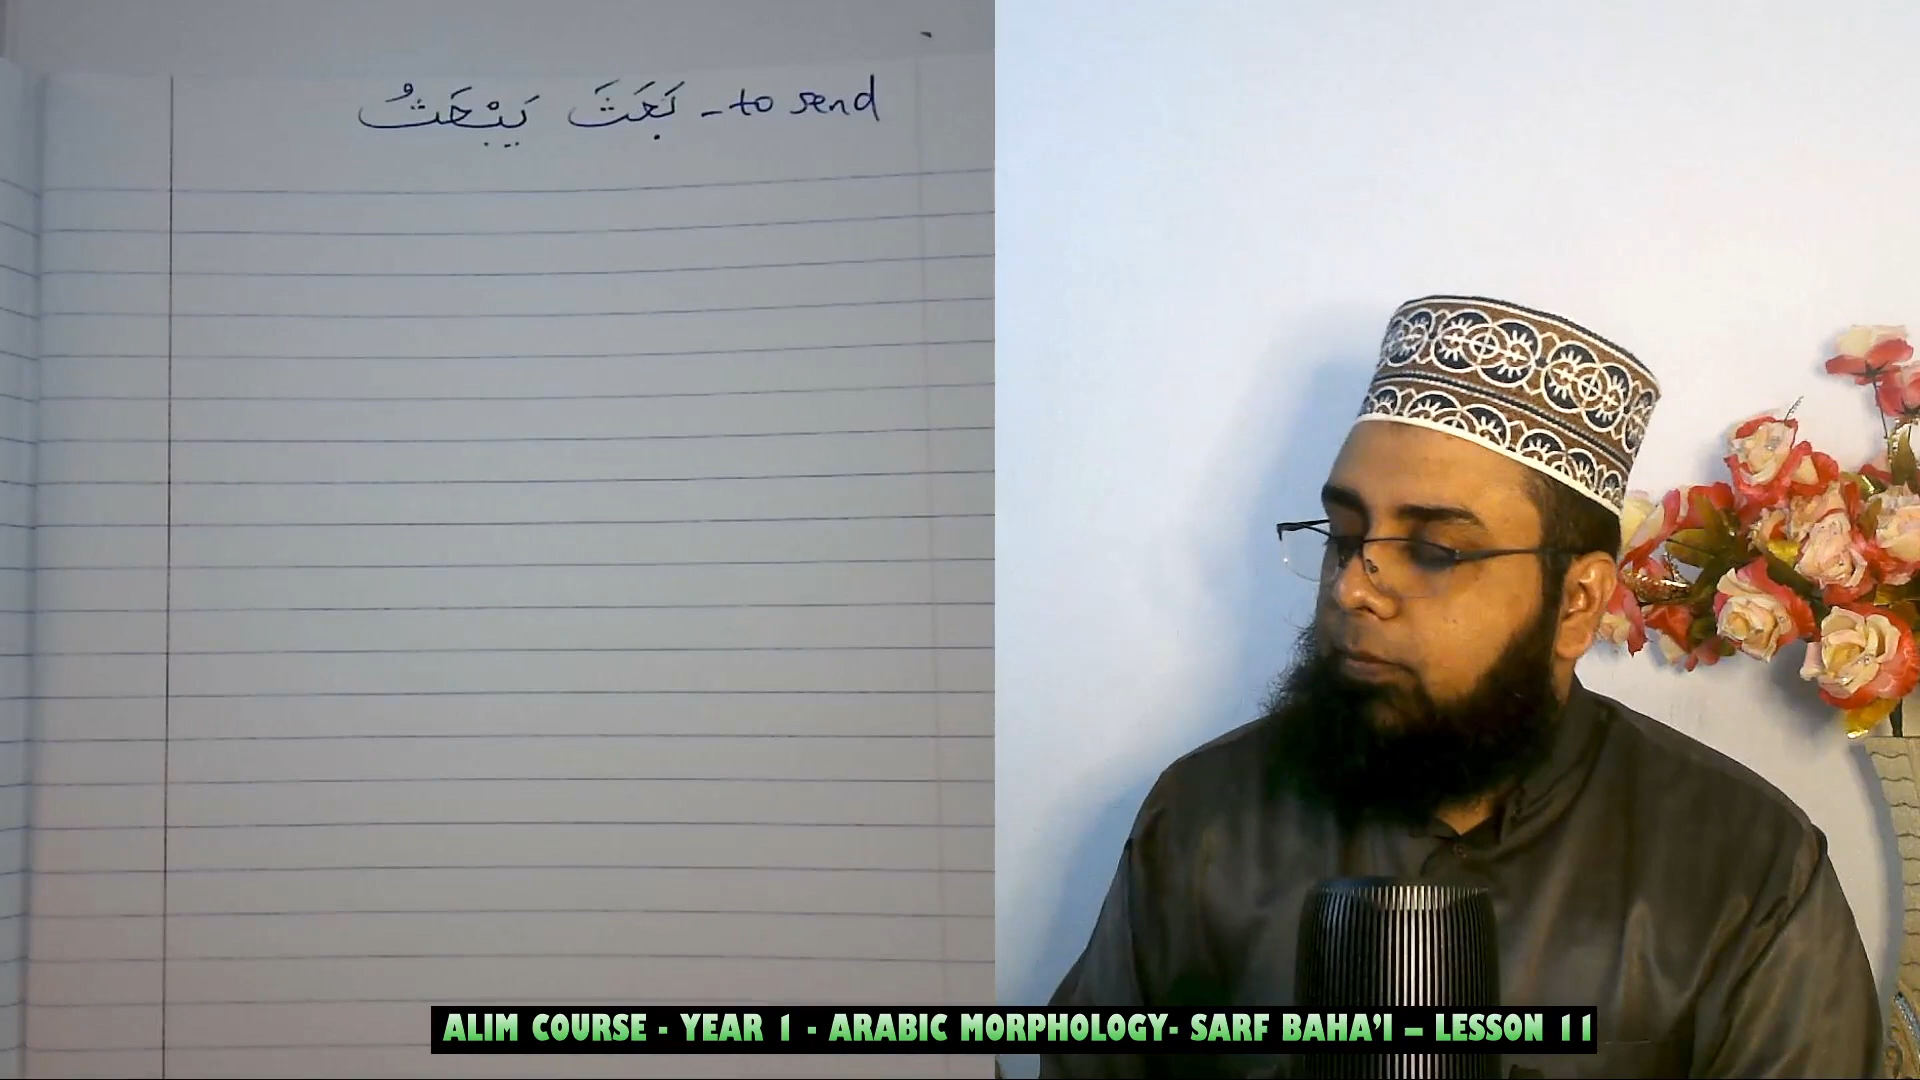 بَعَثَ يَبْعَثُ - to send
ALIM COURSE - YEAR 1 - ARABIC MORPHOLOGY- SARF BAHA’I – LESSON 11